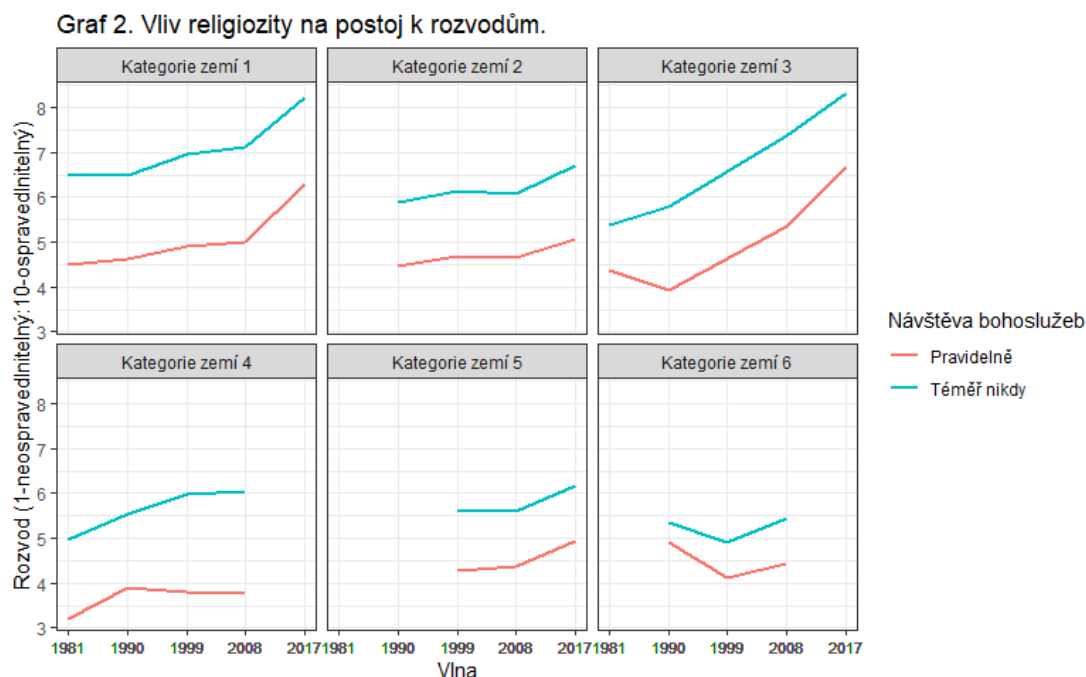 Graf 2. Vliv religiozity na postoj k rozvodům.
Kategorie zemí 1
Kategorie zemí 2
Kategorie zemí 3
8
7
6
5
4
3
Kategorie zemí 4
Kategorie zemí 5
Kategorie zemí 6
8
7
6
5
4
3
1981 1990 1999 2008 2017
1981 1990 1999 2008 2017
1981 1990 1999 2008 2017
Vlna
Rozvod (1-neospravedlnitelný:10-ospravedlnitelný)
Návštěva bohoslužeb
Pravidelně
Téměř nikdy